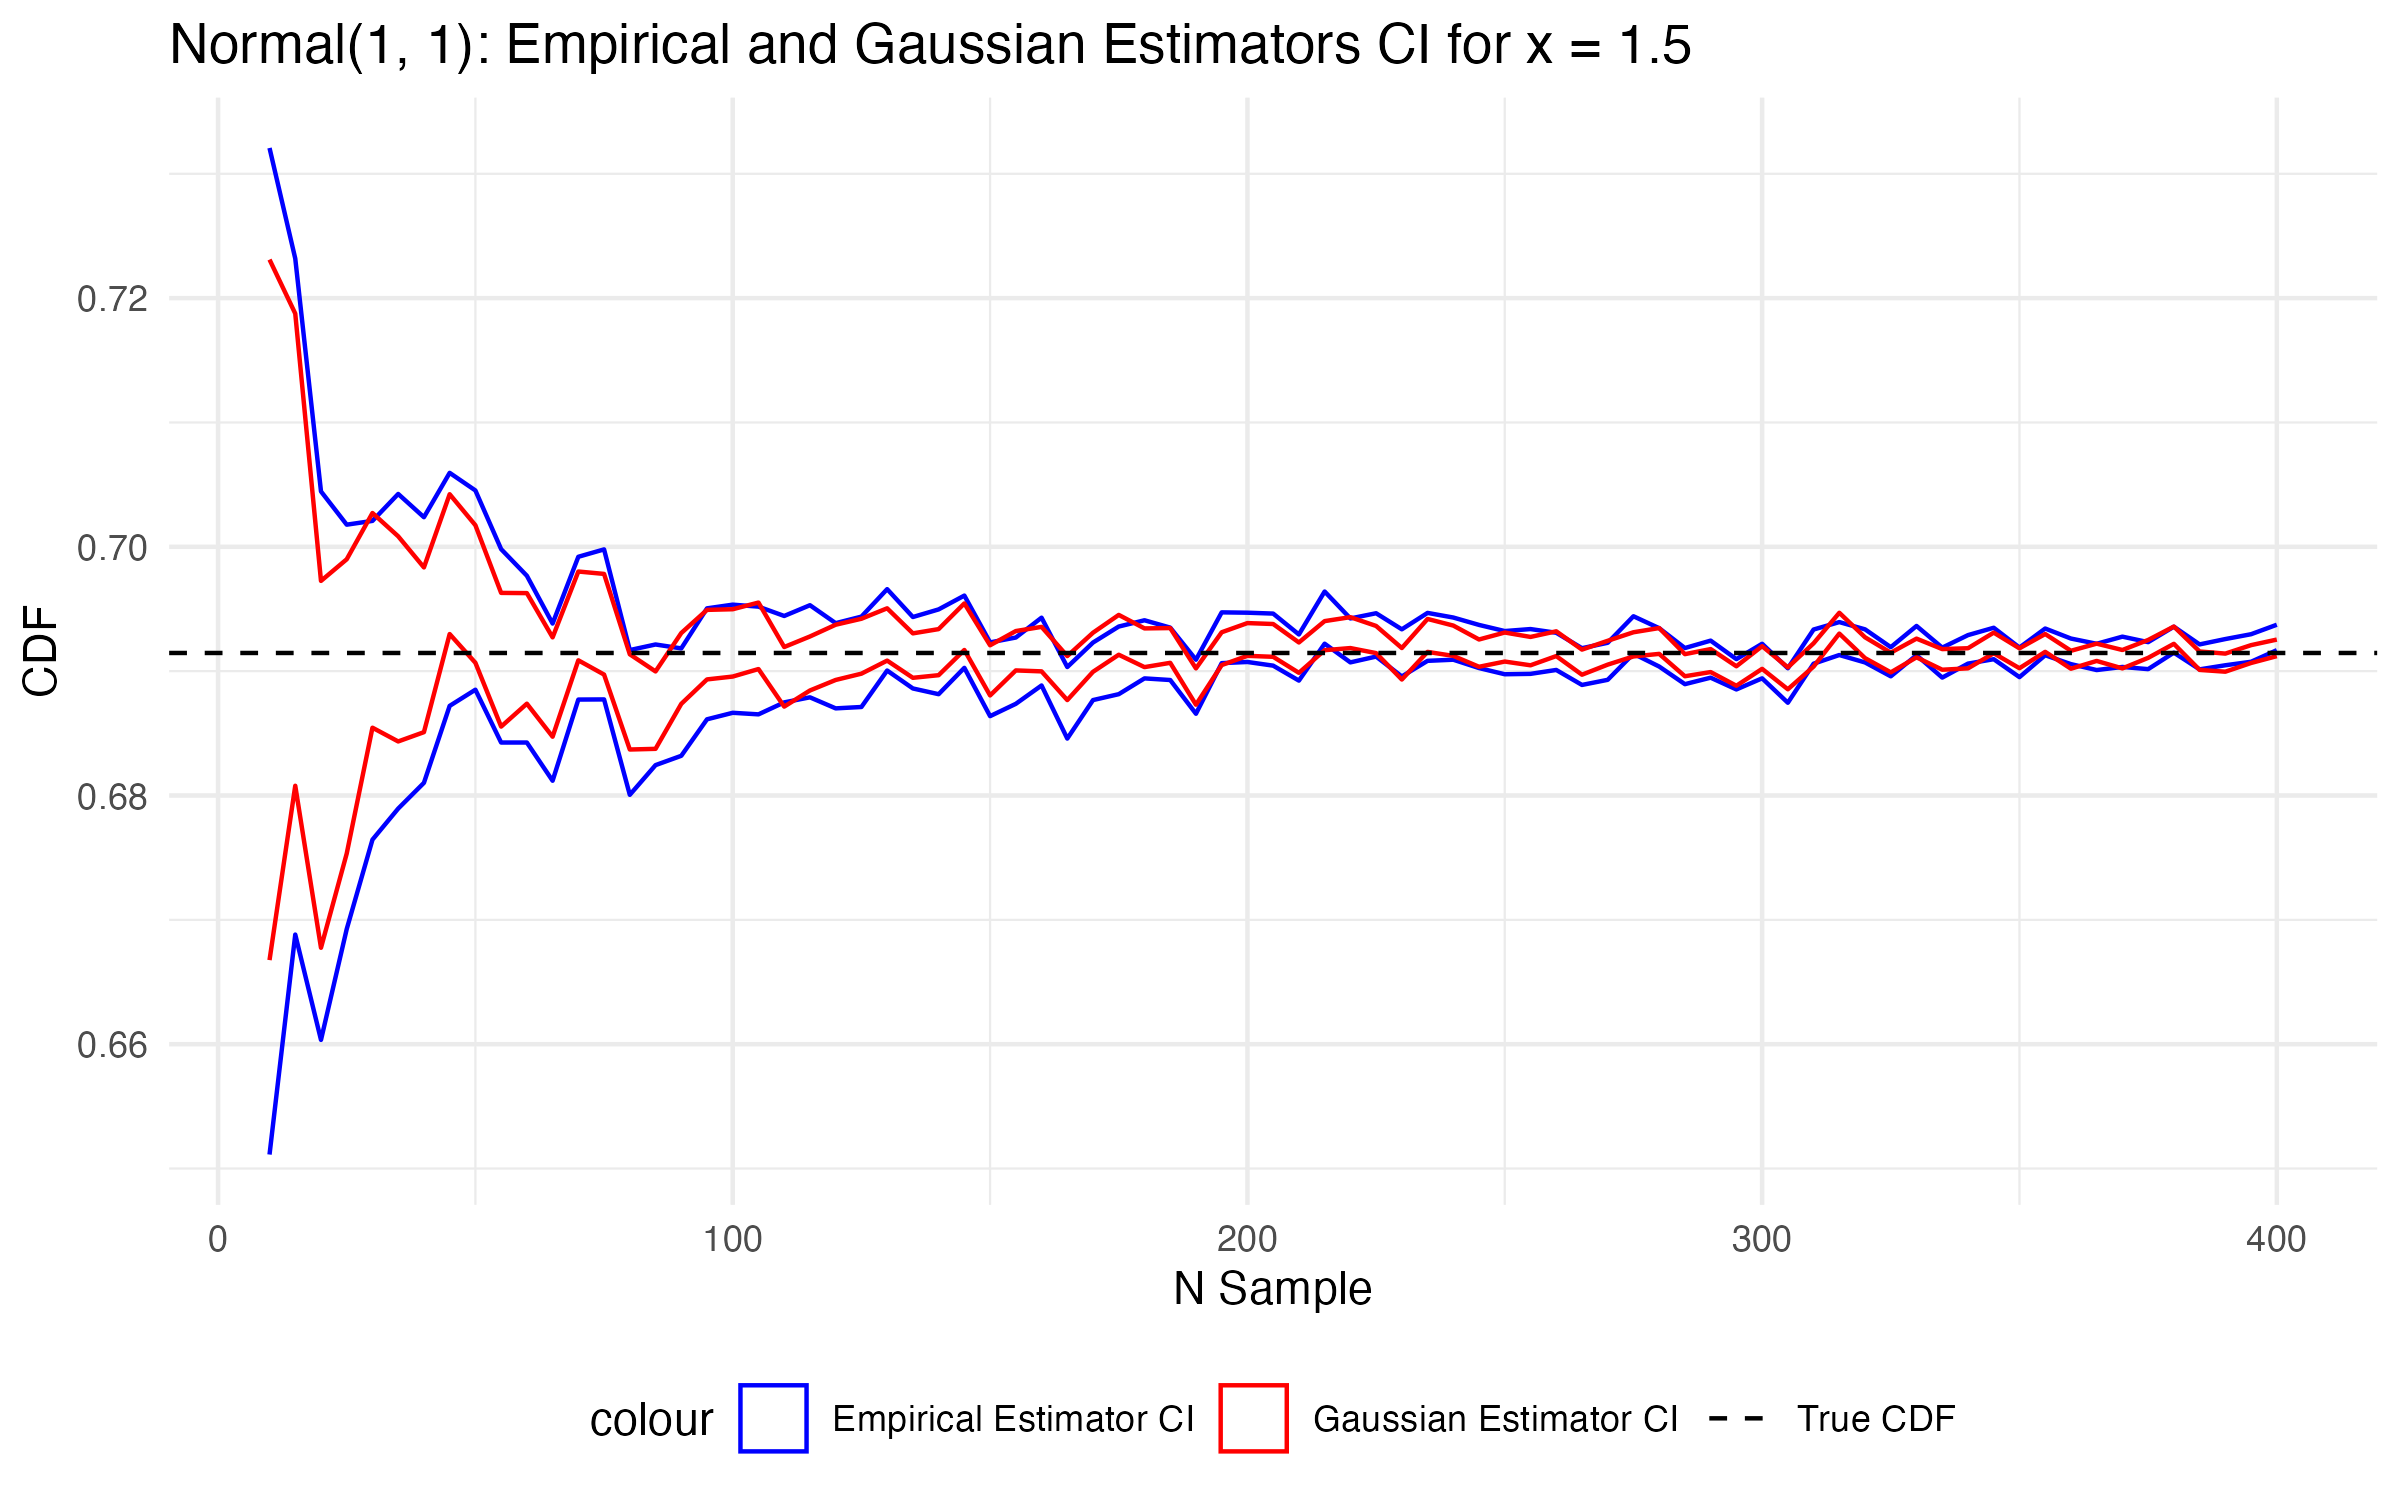 Normal(1, 1): Empirical and Gaussian Estimators CI for x = 1.5
CDF
0.72
0.70
0.68
0.66
0 100 200 300 400
N Sample
colour Empirical Estimator CI Gaussian Estimator CI True CDF